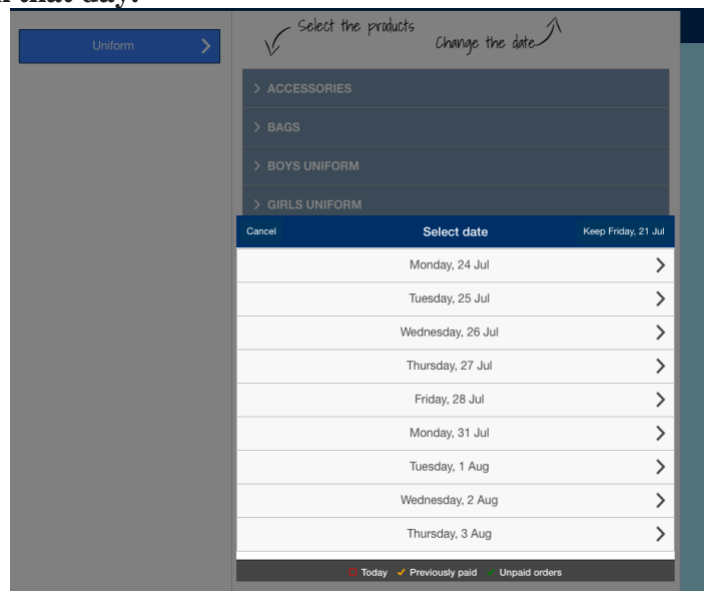 that day.
Uniform
Select the products
Change the date
ACCESSORIES
BAGS
BOYS UNIFORM
GIRLS UNIFORM
Cancel Select date Keep Friday, 21 Jul
Monday, 24 Jul
Tuesday, 25 Jul
Wednesday, 26 Jul
Thursday, 27 Jul
Friday, 28 Jul
Monday, 31 Jul
Tuesday, 1 Aug
Wednesday, 2 Aug
Thursday, 3 Aug
Today Previously paid Unpaid orders